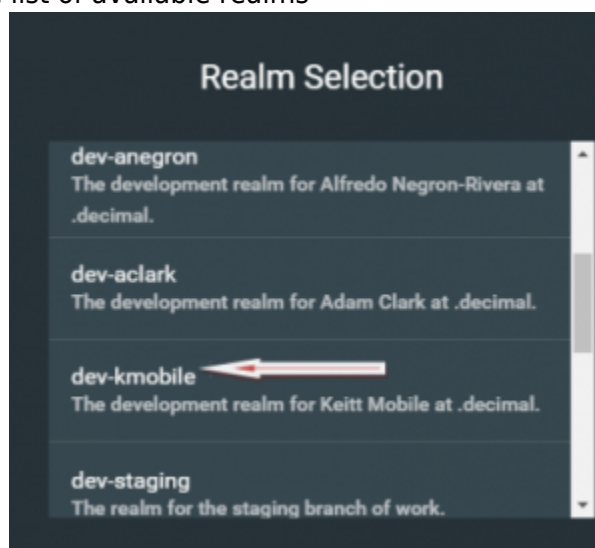 list of available realms
Realm Selection
dev-anegron
The development realm for Alfredo Negron-Rivera at
.decimal.
dev-aclark
The development realm for Adam Clark at .decimal.
dev-kmobile
The development realm for Keitt Mobile at .decimal.
dev-staging
The realm for the staging branch of work.